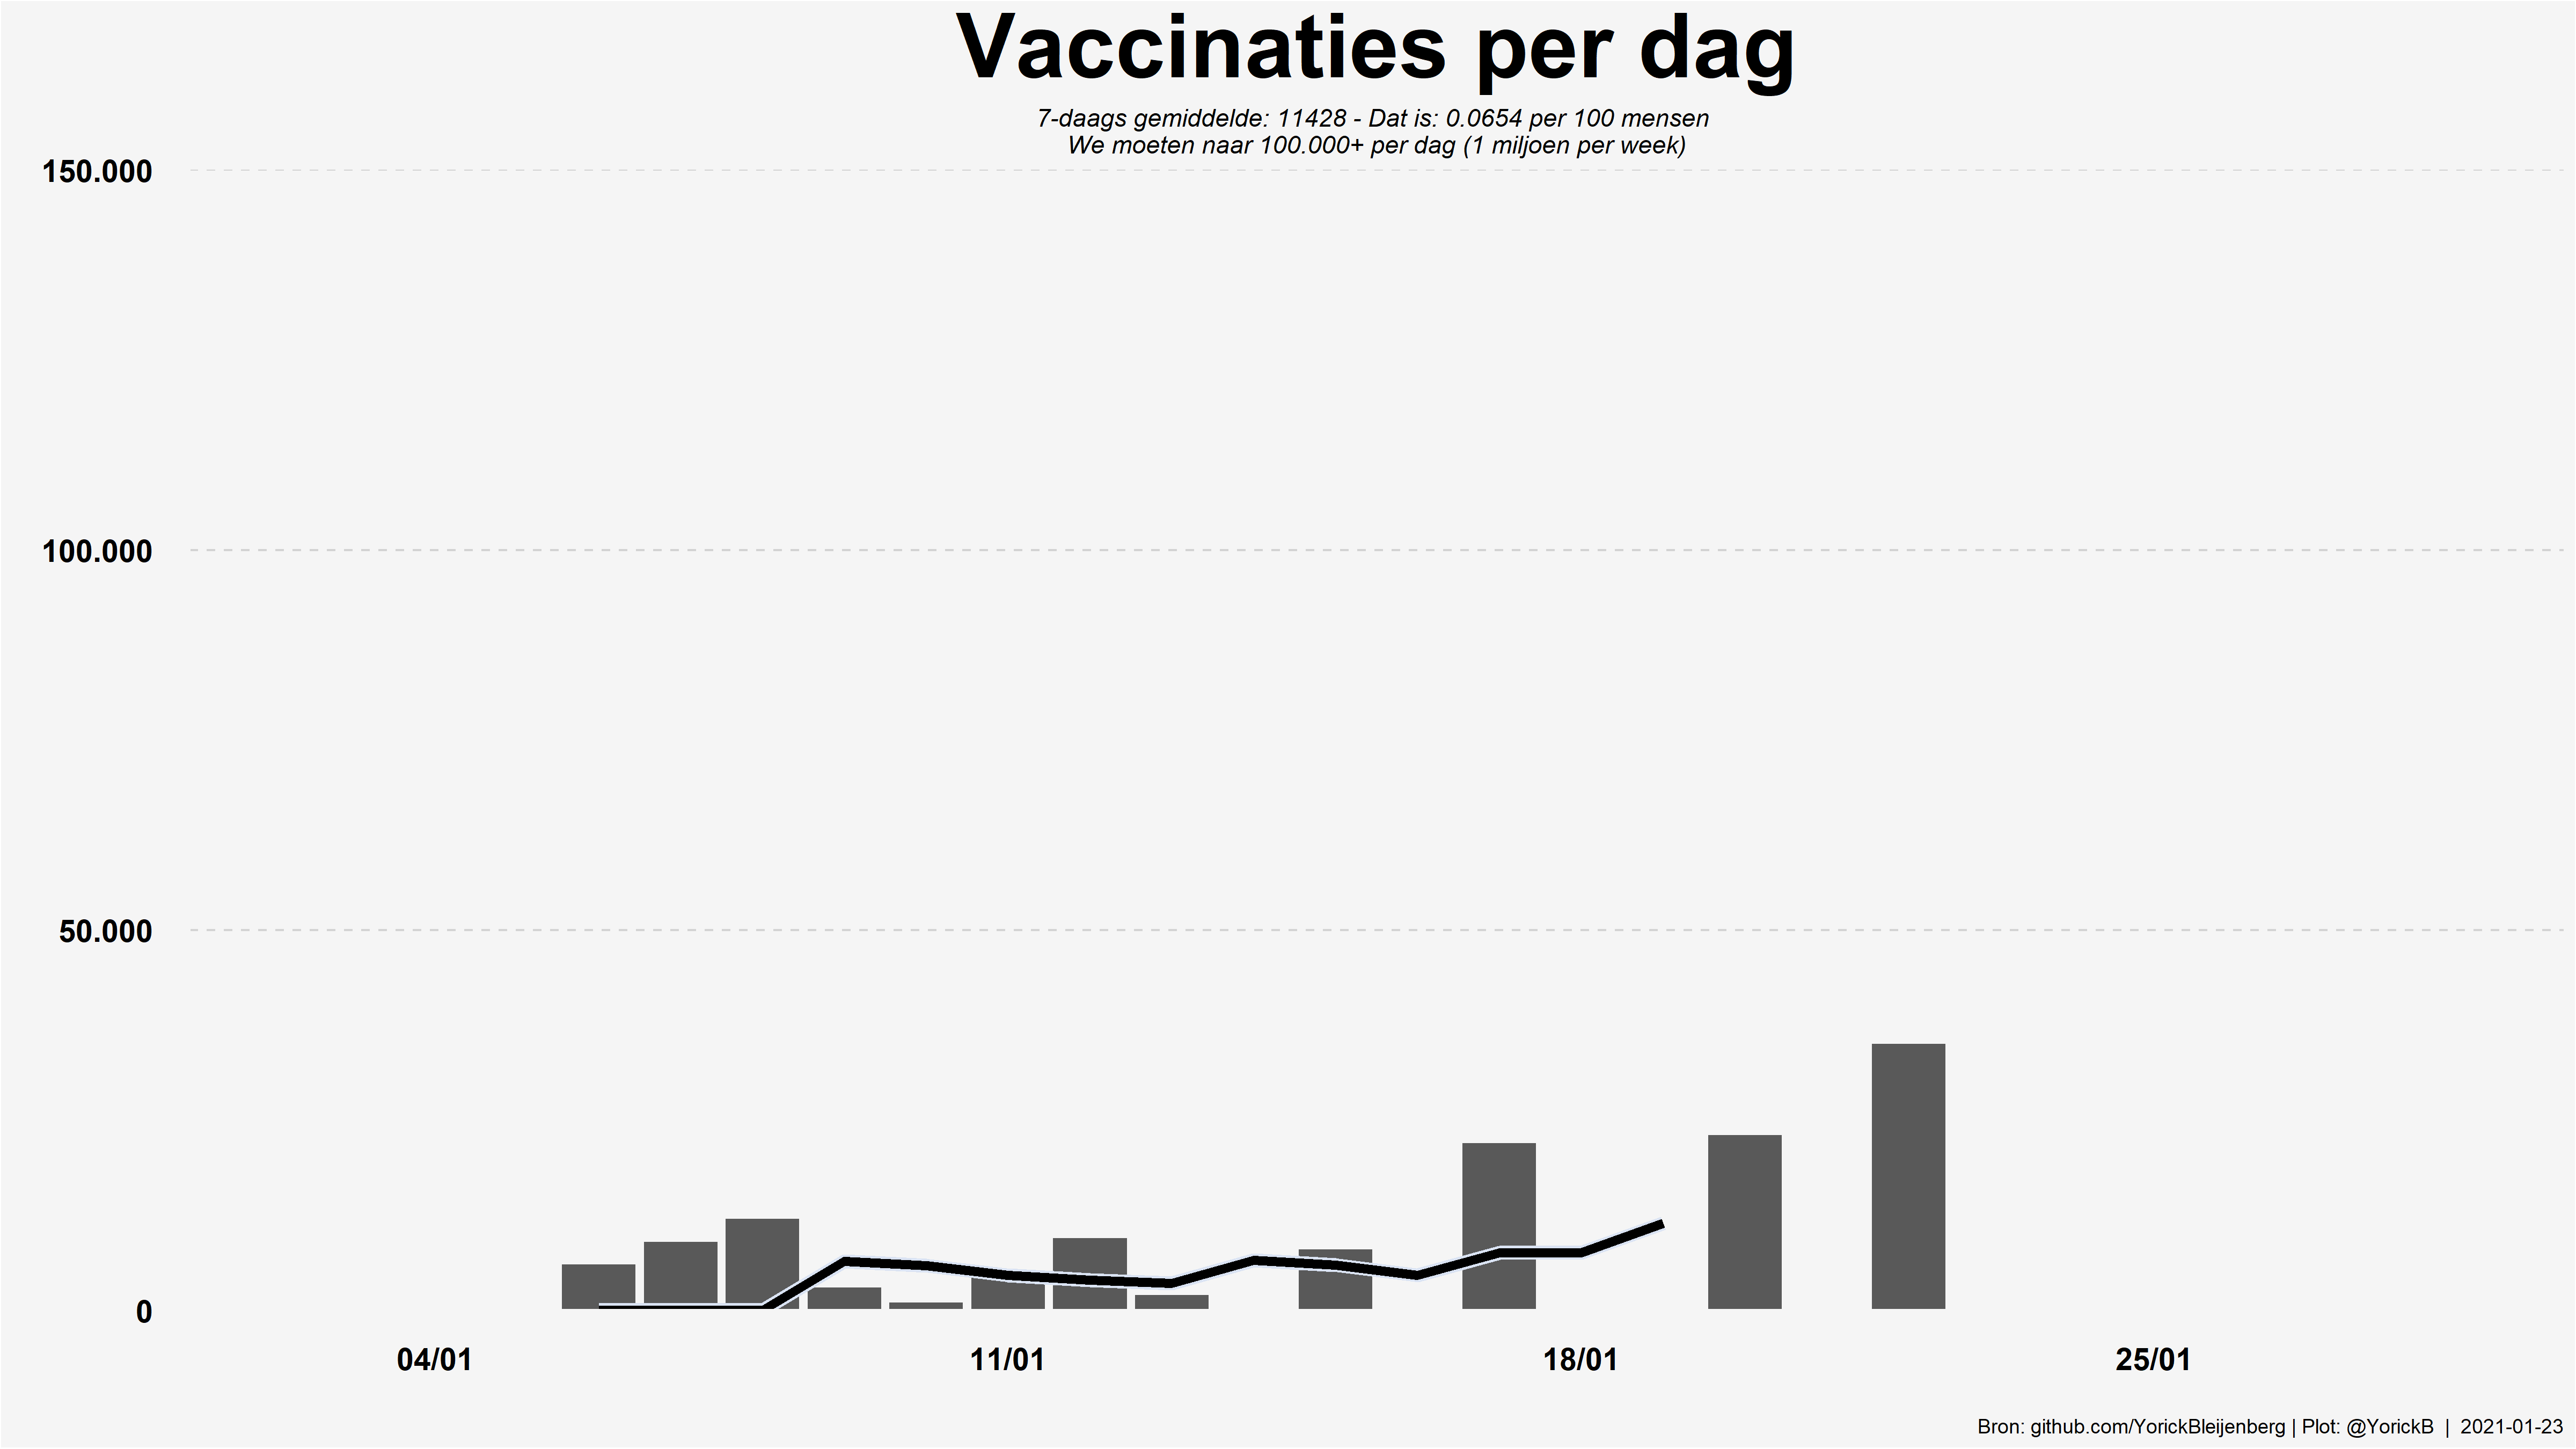 Vaccinaties per dag
7-daags gemiddelde: 11428 - Dat is: 0.0654 per 100 mensen
We moeten naar 100.000+ per dag (1 miljoen per week)
150.000
100.000
50.000
0
04/01 11/01 18/01 25/01
Bron: github.com/YorickBleijenberg | Plot: @YorickB | 2021-01-23